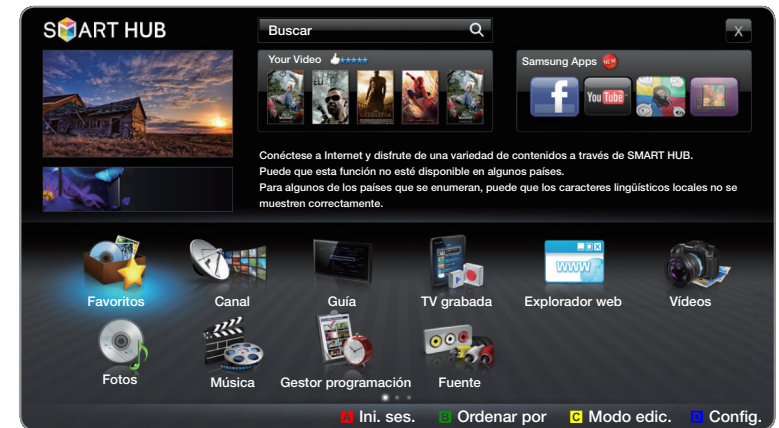 SMART HUB
Buscar
X
Your Video
Samsung Apps NEW
f
You Tube
Conéctese a Internet y disfrute de una variedad de contenidos a través de SMART HUB.
Puede que esta función no esté disponible en algunos países.
Para algunos de los países que se enumeran, puede que los caracteres lingüísticos locales no se
muestren correctamente.
www
Favoritos Canal Guía TV grabada Explorador web Vídeos
Fotos Música Gestor programación Fuente
A Ini. ses. B Ordenar por C Modo edic. D Config.